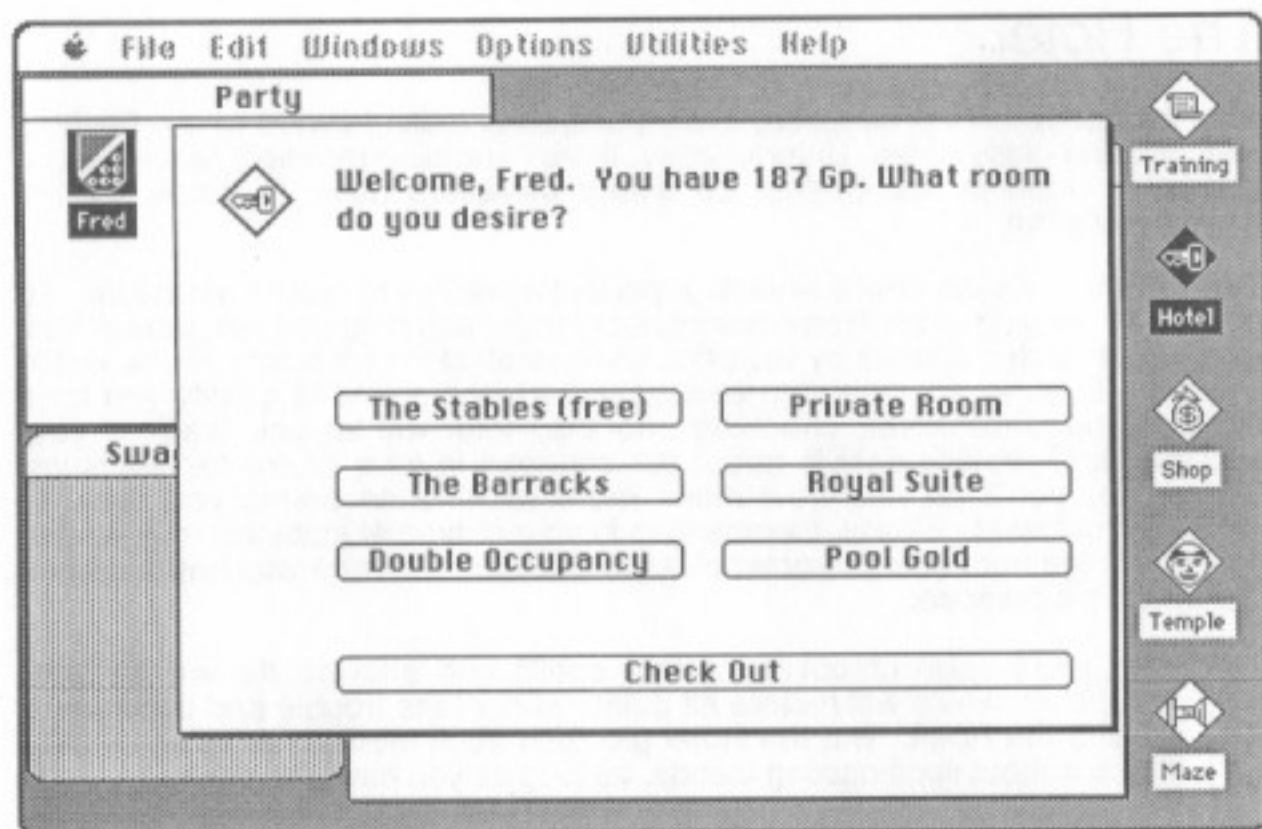 File Edit Windows Options Utilities Help
Party
Fred
Welcome, Fred. You have 187 Gp. What room
do you desire?
The Stables (free)
Private Room
The Barracks
Royal Suite
Double Occupancy
Pool Gold
Check Out
Swa
Training
Hotel
Shop
Temple
Maze